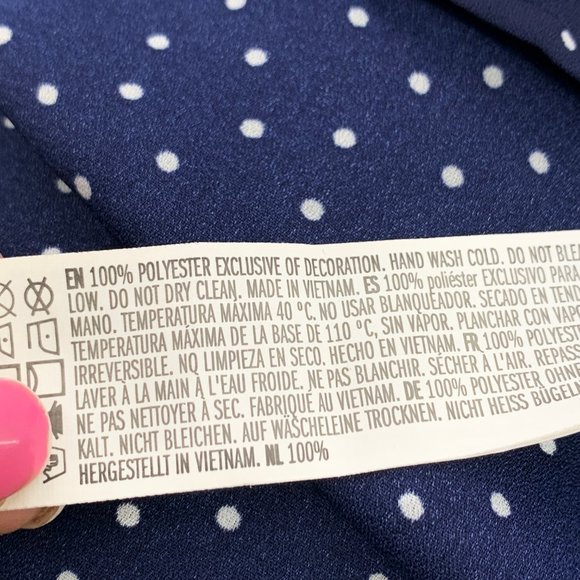 EN 100% POLYESTER EXCLUSIVE OF DECORATION. HAND WASH COLD. DO NOT
LOW. DO NOT DRY CLEAN. MADE IN VIETNAM. ES 100% poliéster EXCLUSIVO PARA
MANO. TEMPERATURA MÁXIMA 40 ºC. NO USAR BLANQUEADOR. SECADO EN
TEMPERATURA MÁXIMA DE LA BASE DE 110 ºC, SIN VAPOR. PLANCHAR CON
IRREVERSIBLE. NO LIMPIEZA EN SECO. HECHO EN VIETNAM. FR 100%
LAVER À LA MAIN À L'EAU FROIDE. NE PAS BLANCHIR. SÉCHER À L'AIR.
NE PAS NETTOYER À SEC. FABRIQUÉ AU VIETNAM. DE 100% POLYESTER
KALT. NICHT BLEICHEN. AUF WÄSCHELEINE TROCKNEN. NICHT HEISS
HERGESTELLT IN VIETNAM. NL 100%